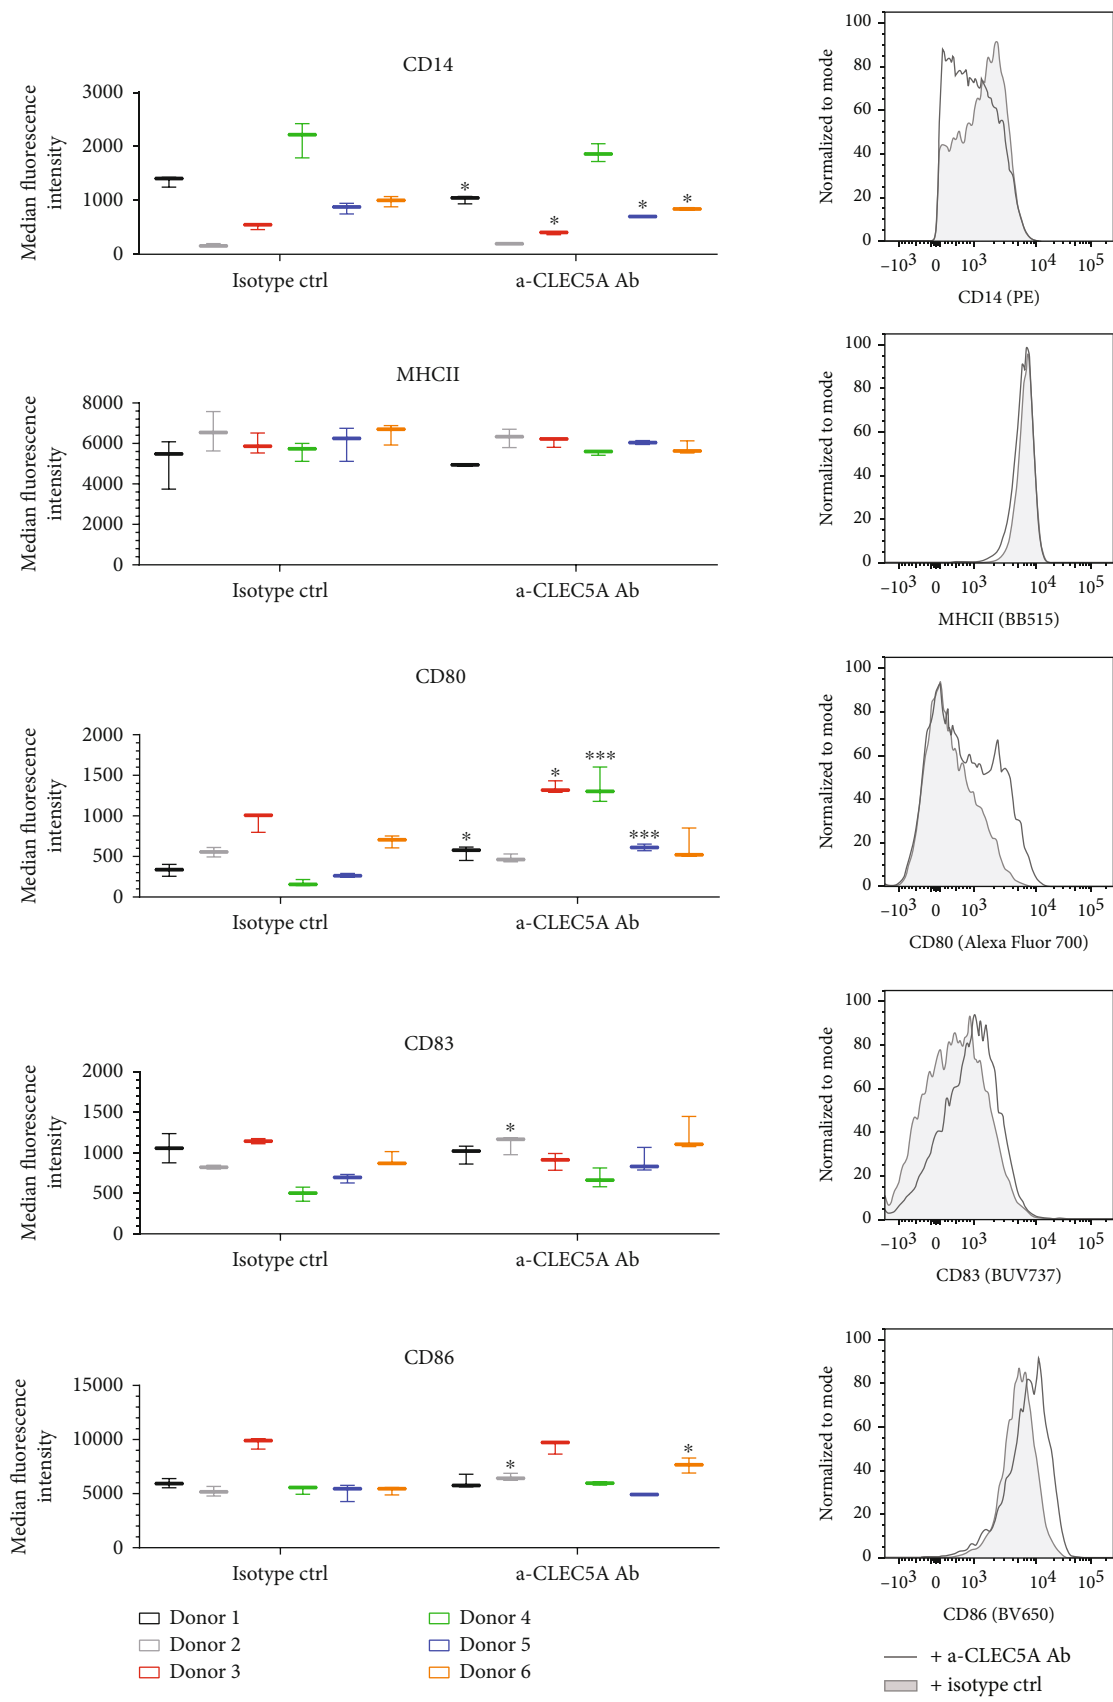 CD14
Median fluorescence
intensity
3000
2000
1000
0
*
*
*
*
Isotype ctrl
a-CLEC5A Ab
Normalized to mode
100
80
60
40
20
0
–10³ 0 10³ 10⁴ 10⁵
CD14 (PE)
MHCII
Median fluorescence
intensity
8000
6000
4000
2000
0
Isotype ctrl
a-CLEC5A Ab
Normalized to mode
100
80
60
40
20
0
–10³ 0 10³ 10⁴ 10⁵
MHCII (BB515)
CD80
Median fluorescence
intensity
2000
1500
1000
500
0
*
*
***
***
Isotype ctrl
a-CLEC5A Ab
Normalized to mode
100
80
60
40
20
0
–10³ 0 10³ 10⁴ 10⁵
CD80 (Alexa Fluor 700)
CD83
Median fluorescence
intensity
2000
1500
1000
500
0
*
Isotype ctrl
a-CLEC5A Ab
Normalized to mode
100
80
60
40
20
0
–10³ 0 10³ 10⁴ 10⁵
CD83 (BUV737)
CD86
Median fluorescence
intensity
15000
10000
5000
0
*
*
Isotype ctrl
a-CLEC5A Ab
Normalized to mode
100
80
60
40
20
0
–10³ 0 10³ 10⁴ 10⁵
CD86 (BV650)
Donor 1
Donor 2
Donor 3
Donor 4
Donor 5
Donor 6
+ a-CLEC5A Ab
+ isotype ctrl